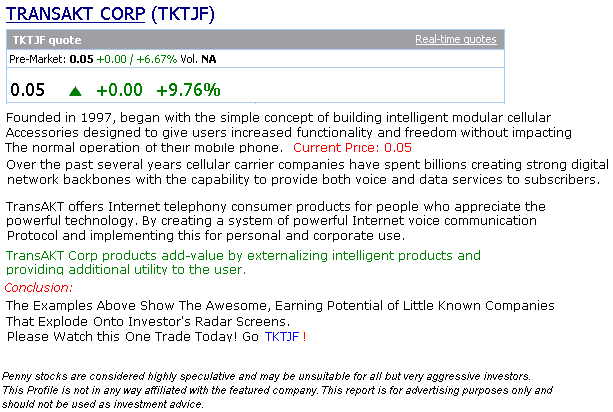 TRANSAKT CORP (TKTJF)
TKTJF quote Real-time quotes
Pre-Market: 0.05 +0.00 / +6.67% Vol. NA
0.05 ▲ +0.00 +9.76%
Founded in 1997, began with the simple concept of building intelligent modular cellular
Accessories designed to give users increased functionality and freedom without impacting
The normal operation of their mobile phone. Current Price: 0.05
Over the past several years cellular carrier companies have spent billions creating strong digital
network backbones with the capability to provide both voice and data services to subscribers.
TransAKT offers Internet telephony consumer products for people who appreciate the
powerful technology. By creating a system of powerful Internet voice communication
Protocol and implementing this for personal and corporate use.
TransAKT Corp products add-value by externalizing intelligent products and
providing additional utility to the user.
Conclusion:
The Examples Above Show The Awesome, Earning Potential of Little Known Companies
That Explode Onto Investor's Radar Screens.
Please Watch this One Trade Today! Go TKTJF !
Penny stocks are considered highly speculative and may be unsuitable for all but very aggressive investors.
This Profile is not in any way affiliated with the featured company. This report is for advertising purposes only and
should not be used as investment advice.